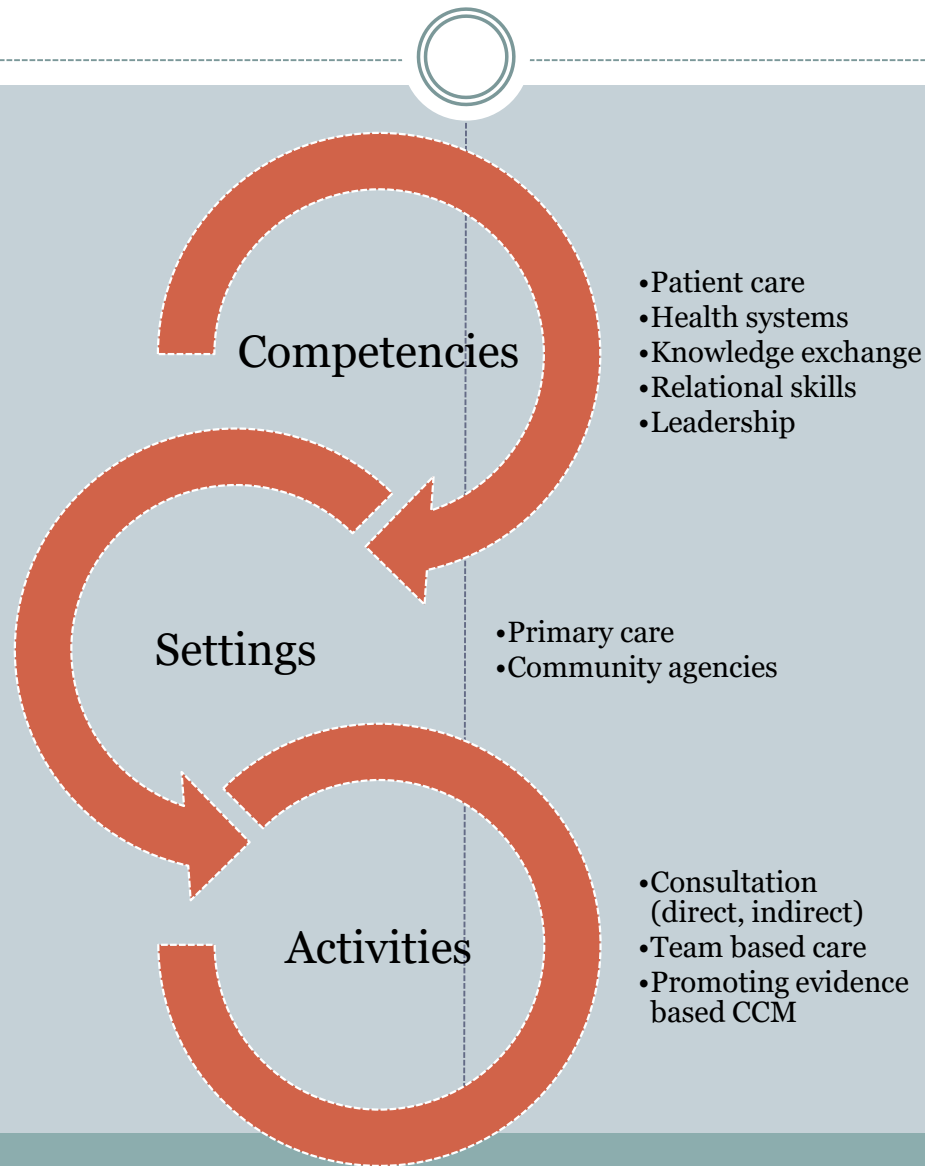 Competencies
•Patient care
•Health systems
•Knowledge exchange
•Relational skills
•Leadership
Settings
•Primary care
•Community agencies
Activities
•Consultation
(direct, indirect)
•Team based care
•Promoting evidence
based CCM